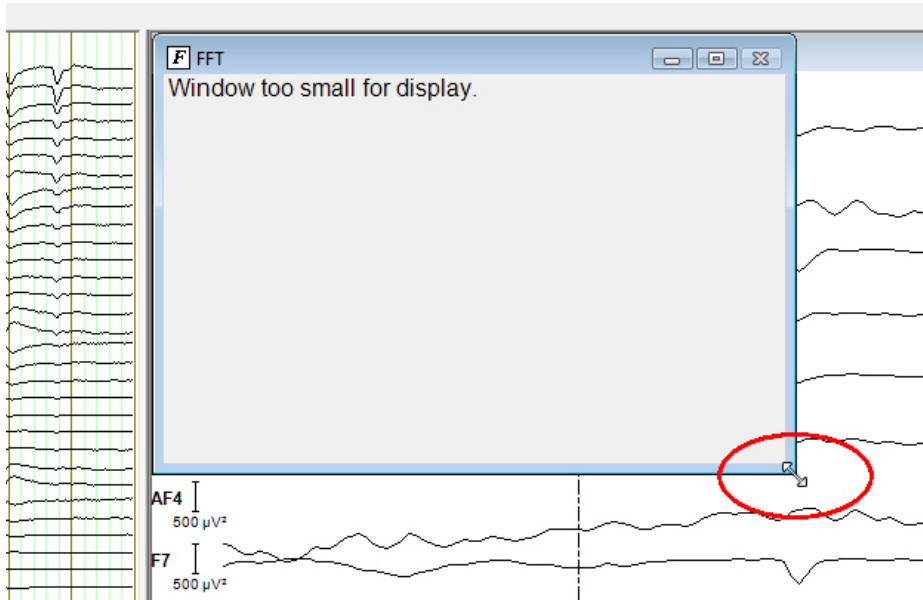 F FFT
Window too small for display.
AF4
500 µV²
F7
500 µV²